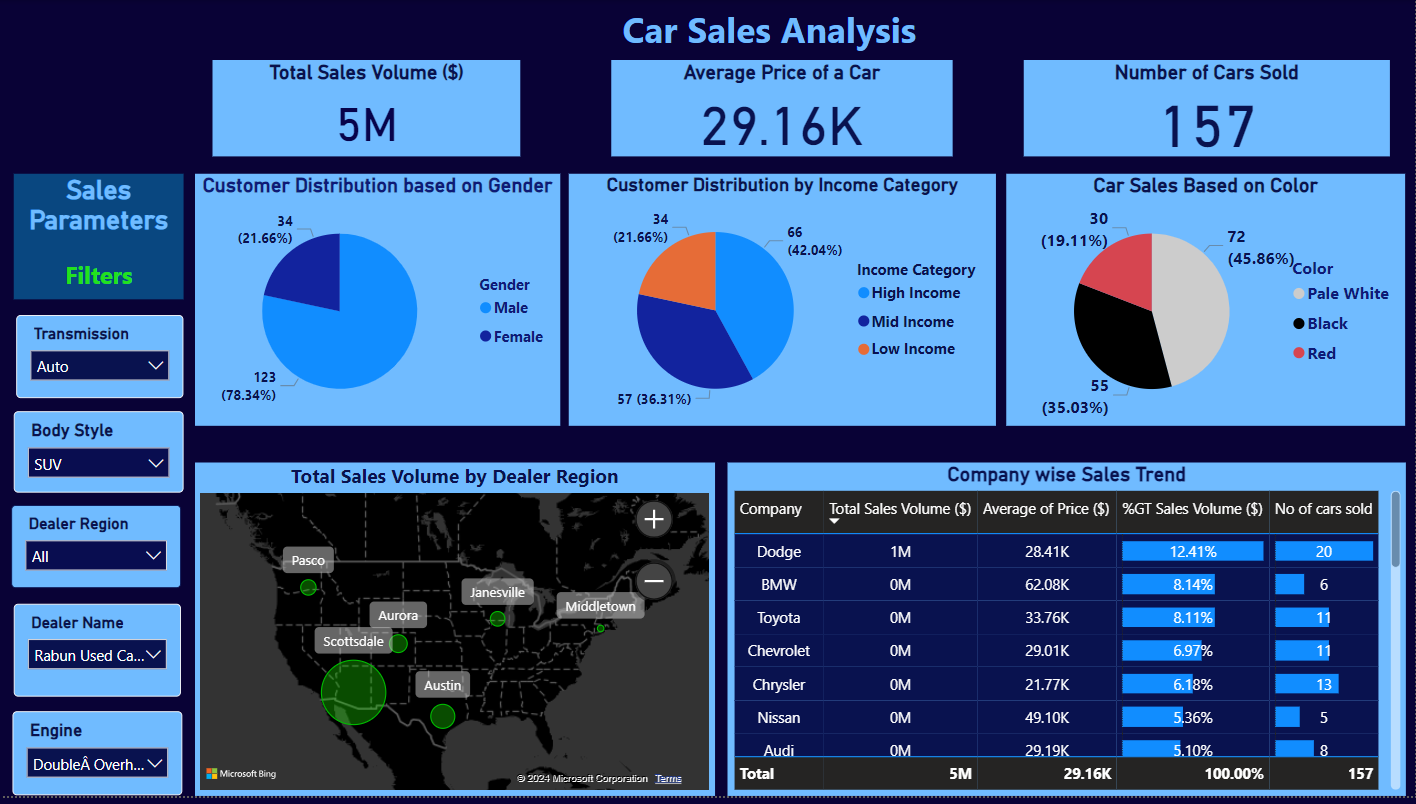 Car Sales Analysis
Total Sales Volume ($)
5M
Average Price of a Car
29.16K
Number of Cars Sold
157
Sales
Parameters
Filters
Transmission
Auto
Body Style
SUV
Dealer Region
All
Dealer Name
Rabun Used Ca...
Engine
DoubleÂ Overh...
Customer Distribution based on Gender
34
(21.66%)
123
(78.34%)
Gender
Male
Female
Customer Distribution by Income Category
34
(21.66%)
66
(42.04%)
57 (36.31%)
Income Category
High Income
Mid Income
Low Income
Car Sales Based on Color
30
(19.11%)
72
(45.86%)
55
(35.03%)
Color
Pale White
Black
Red
Total Sales Volume by Dealer Region
Pasco
Janesville
Middletown
Aurora
Scottsdale
Austin
Microsoft Bing
© 2024 Microsoft Corporation Terms
Company wise Sales Trend
Company Total Sales Volume ($) Average of Price ($) %GT Sales Volume ($) No of cars sold
Dodge 1M 28.41K 12.41% 20
BMW 0M 62.08K 8.14% 6
Toyota 0M 33.76K 8.11% 11
Chevrolet 0M 29.01K 6.97% 11
Chrysler 0M 21.77K 6.18% 13
Nissan 0M 49.10K 5.36% 5
Audi 0M 29.19K 5.10% 8
Total 5M 29.16K 100.00% 157